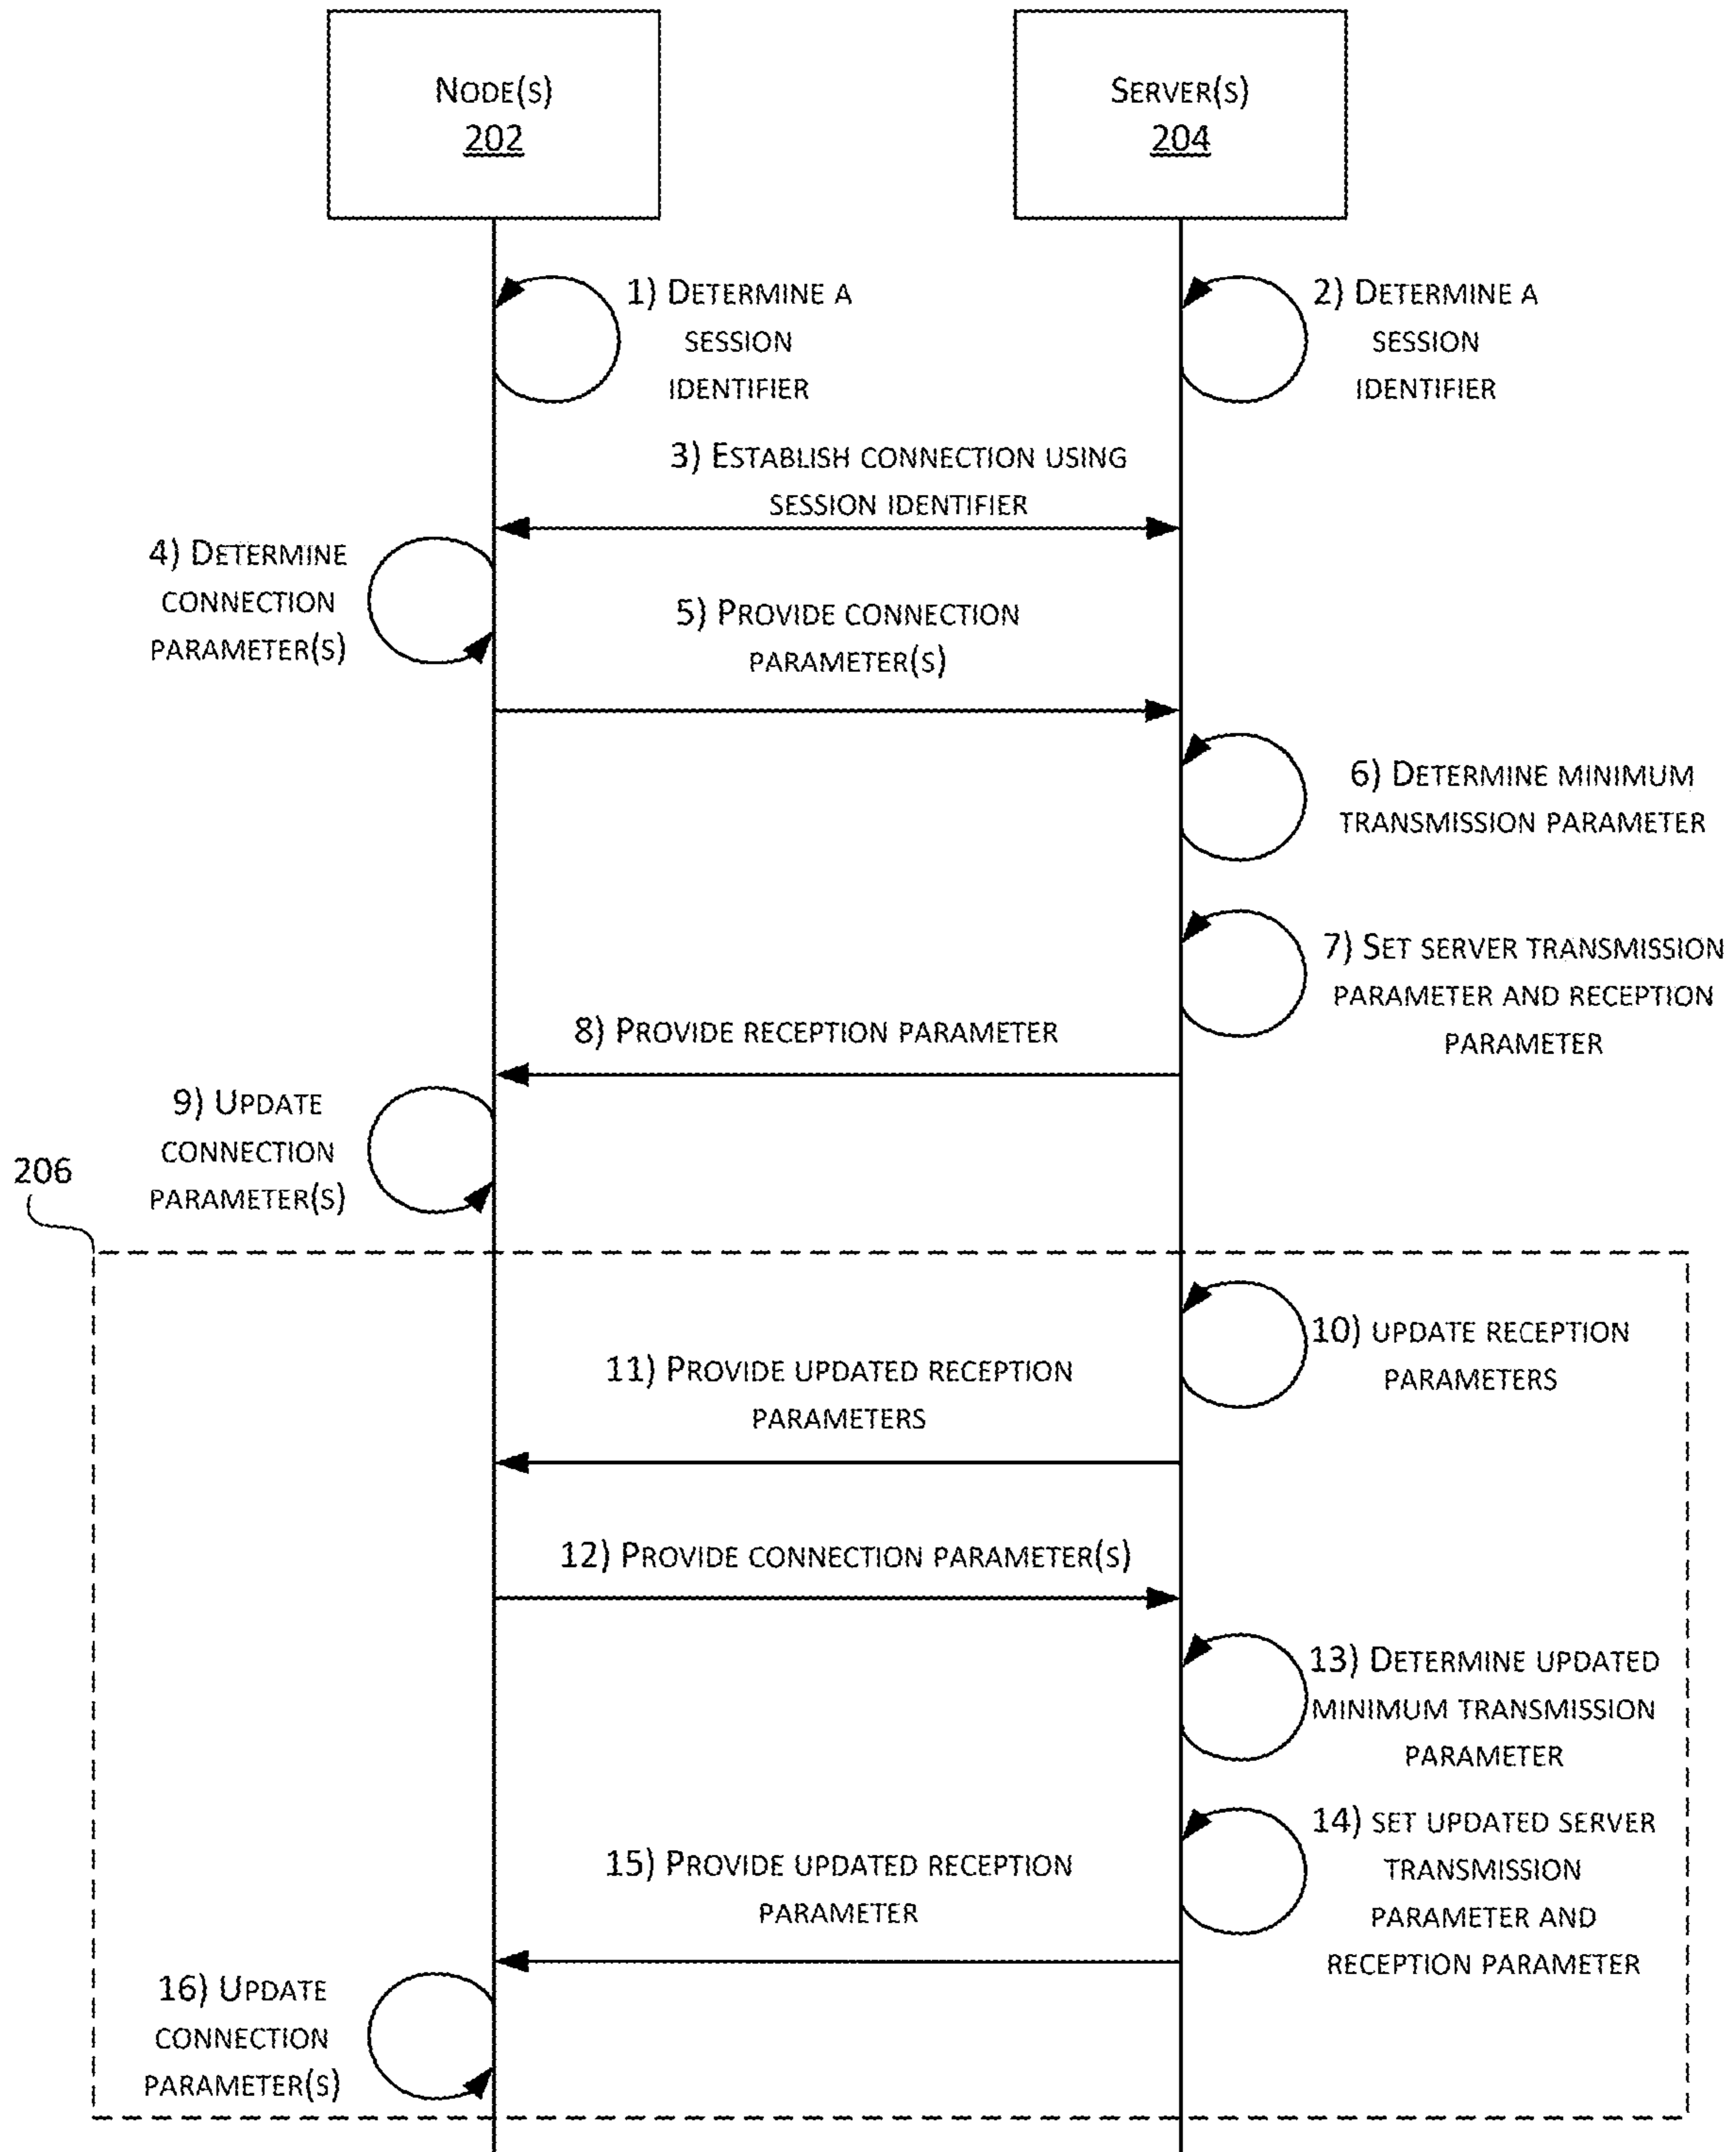 NODE(S)
202
SERVER(S)
204
1) DETERMINE A
SESSION
IDENTIFIER
2) DETERMINE A
SESSION
IDENTIFIER
3) ESTABLISH CONNECTION USING
SESSION IDENTIFIER
4) DETERMINE
CONNECTION
PARAMETER(S)
5) PROVIDE CONNECTION
PARAMETER(S)
6) DETERMINE MINIMUM
TRANSMISSION PARAMETER
7) SET SERVER TRANSMISSION
PARAMETER AND RECEPTION
PARAMETER
8) PROVIDE RECEPTION PARAMETER
9) UPDATE
CONNECTION
PARAMETER(S)
206
10) UPDATE RECEPTION
PARAMETERS
11) PROVIDE UPDATED RECEPTION
PARAMETERS
12) PROVIDE CONNECTION PARAMETER(S)
13) DETERMINE UPDATED
MINIMUM TRANSMISSION
PARAMETER
14) SET UPDATED SERVER
TRANSMISSION
PARAMETER AND
RECEPTION PARAMETER
15) PROVIDE UPDATED RECEPTION
PARAMETER
16) UPDATE
CONNECTION
PARAMETER(S)